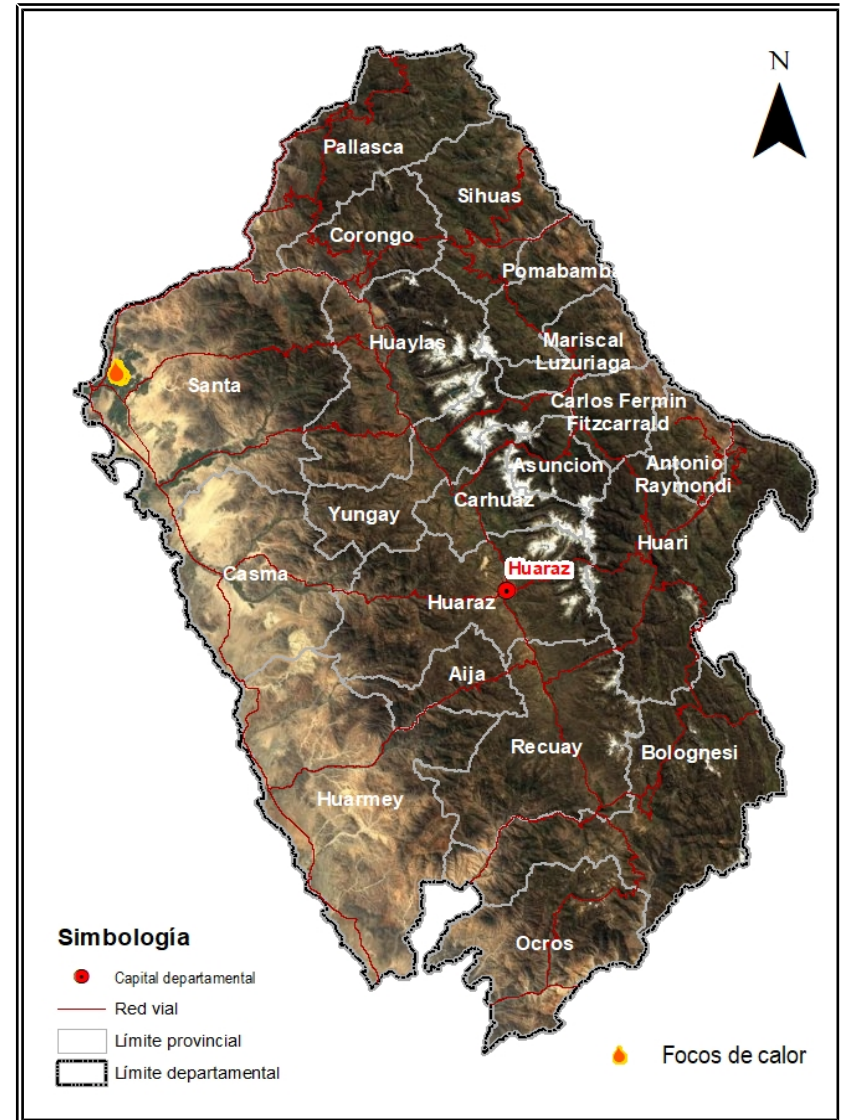 N
Pallasca
Sihuas
Corongo
Pomabamb
Huaylas
Mariscal
Luzuriaga
Santa
Carlos Fermin
Fitzcarrald
Asuncion
Antonio
Raymondi
Carhuaz
Yungay
Huari
Casma
Huaraz
Huaraz
Aija
Recuay
Bolognesi
Huarmey
Ocros
Simbología
Capital departamental
Red vial
Límite provincial
Límite departamental
Focos de calor